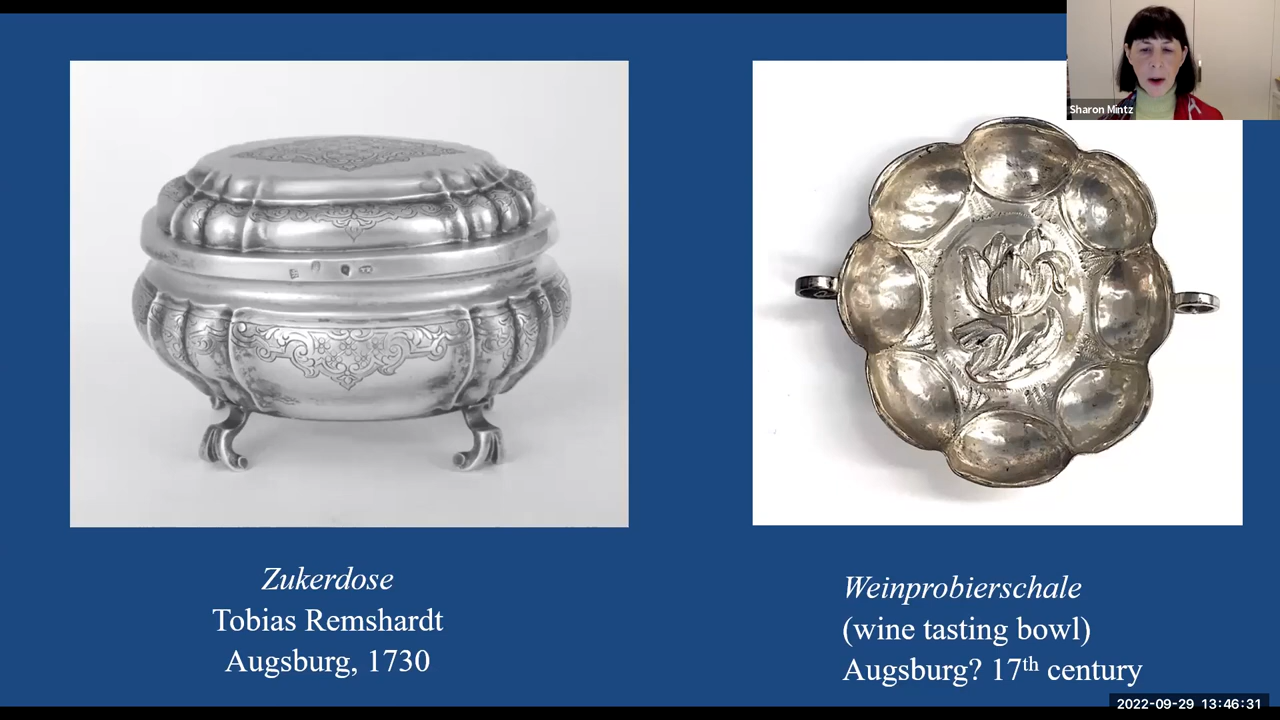 Sharon Mintz
Zukerdose
Tobias Remshardt
Augsburg, 1730
Weinprobierschale
(wine tasting bowl)
Augsburg? 17th century
2022-09-29 13:46:31